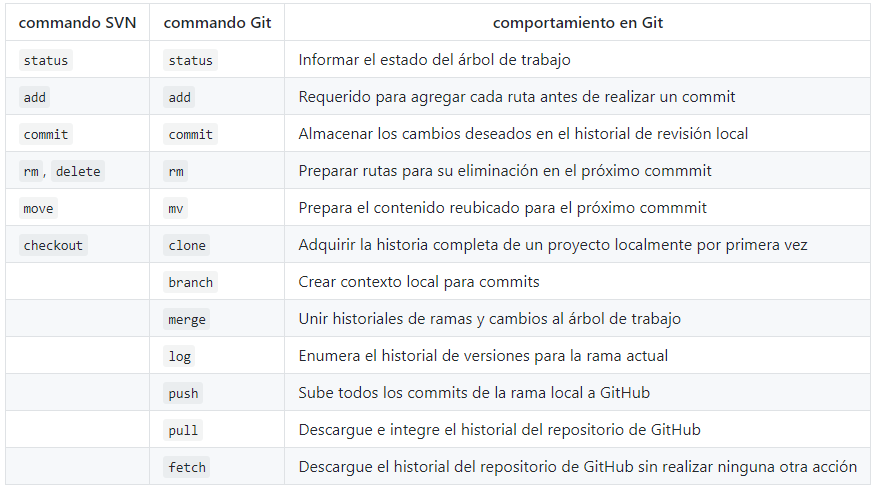 commando SVN commando Git comportamiento en Git
status status Informar el estado del árbol de trabajo
add add Requerido para agregar cada ruta antes de realizar un commit
commit commit Almacenar los cambios deseados en el historial de revisión local
rm, delete rm Preparar rutas para su eliminación en el próximo commmit
move mv Prepara el contenido reubicado para el próximo commmit
checkout clone Adquirir la historia completa de un proyecto localmente por primera vez
branch Crear contexto local para commits
merge Unir historiales de ramas y cambios al árbol de trabajo
log Enumera el historial de versiones para la rama actual
push Sube todos los commits de la rama local a GitHub
pull Descargue e integre el historial del repositorio de GitHub
fetch Descargue el historial del repositorio de GitHub sin realizar ninguna otra acción